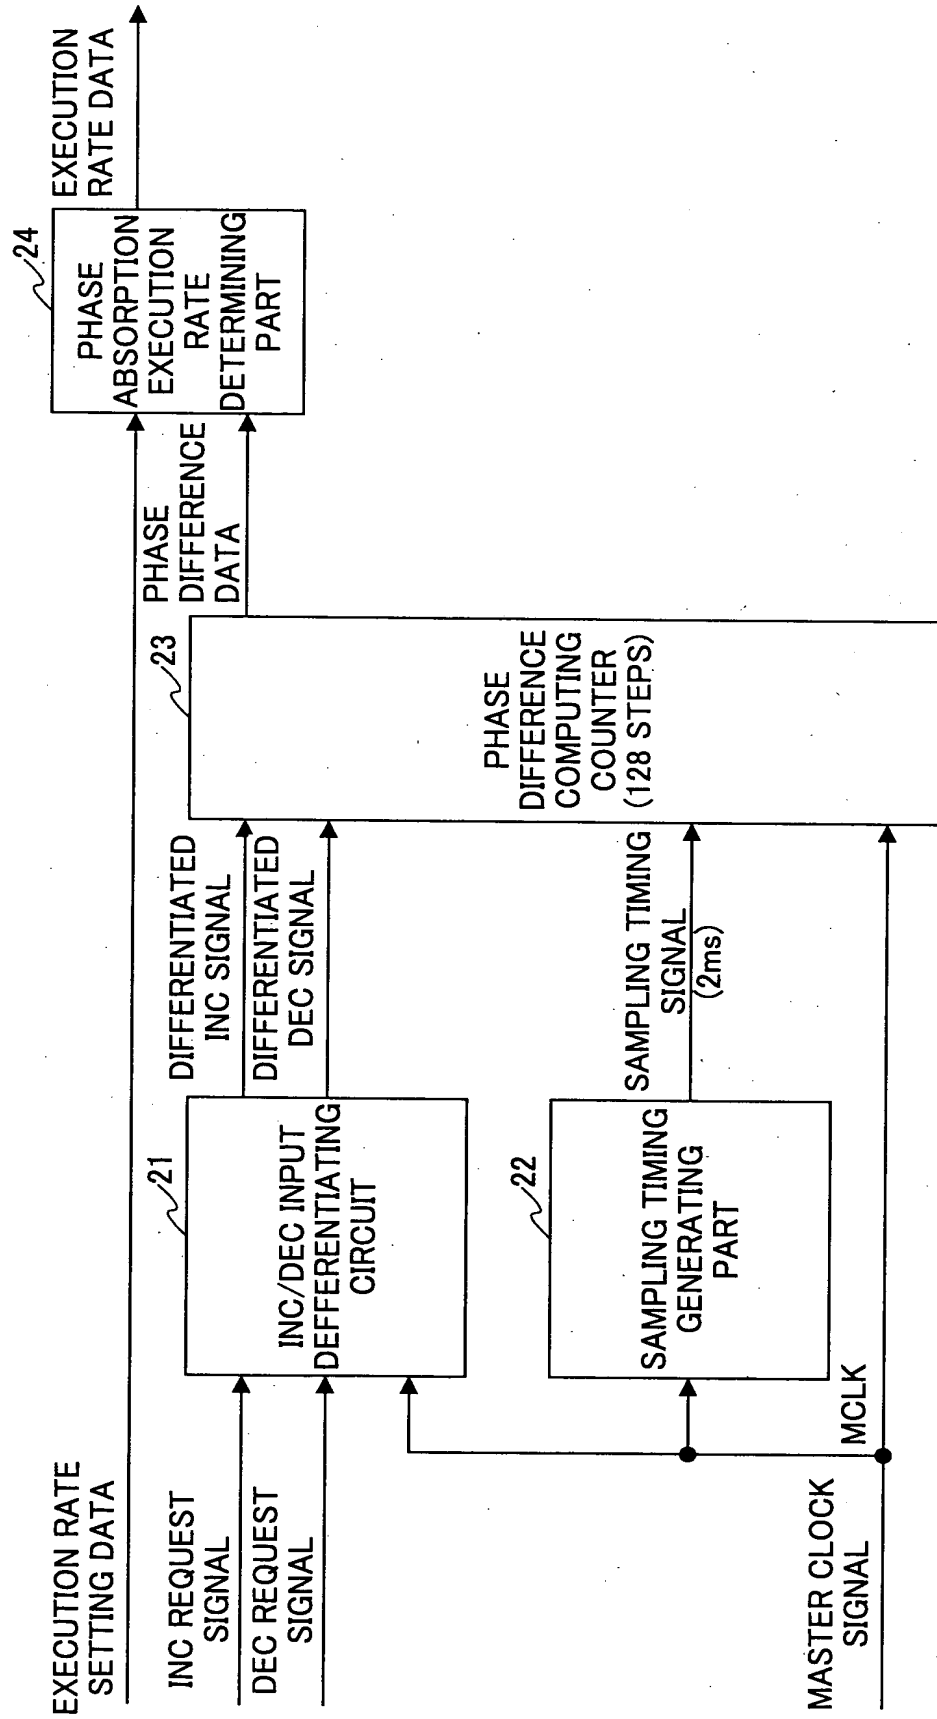 EXECUTION RATE
SETTING DATA
INC REQUEST
SIGNAL
DEC REQUEST
SIGNAL
MASTER CLOCK
SIGNAL
MCLK
21
INC/DEC INPUT
DEFFERENTIATING
CIRCUIT
22
SAMPLING TIMING
GENERATING
PART
DIFFERENTIATED
INC SIGNAL
DIFFERENTIATED
DEC SIGNAL
SAMPLING TIMING
SIGNAL
(2ms)
23
PHASE
DIFFERENCE
COMPUTING
COUNTER
(128 STEPS)
PHASE
DIFFERENCE
DATA
24
PHASE
ABSORPTION
EXECUTION
RATE
DETERMINING
PART
EXECUTION
RATE DATA